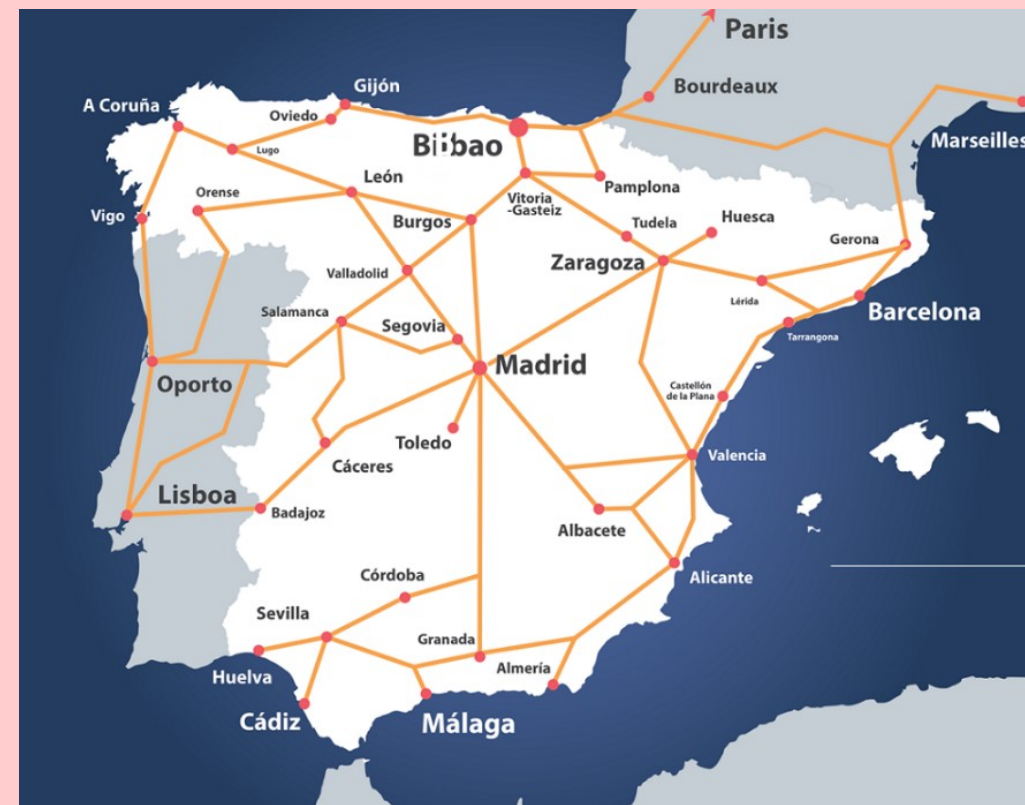 Paris
Bourdeaux
Gijón
A Coruña
Oviedo
Marseilles
Bilbao
Lugo
León
Pamplona
Orense
Vitoria
-Gasteiz
Vigo
Burgos
Tudela
Huesca
Gerona
Zaragoza
Valladolid
Lérida
Salamanca
Segovia
Barcelona
Tarrangona
Madrid
Oporto
Castellón
de la Plana
Toledo
Cáceres
Valencia
Lisboa
Badajoz
Albacete
Córdoba
Alicante
Sevilla
Granada
Almería
Huelva
Cádiz
Málaga